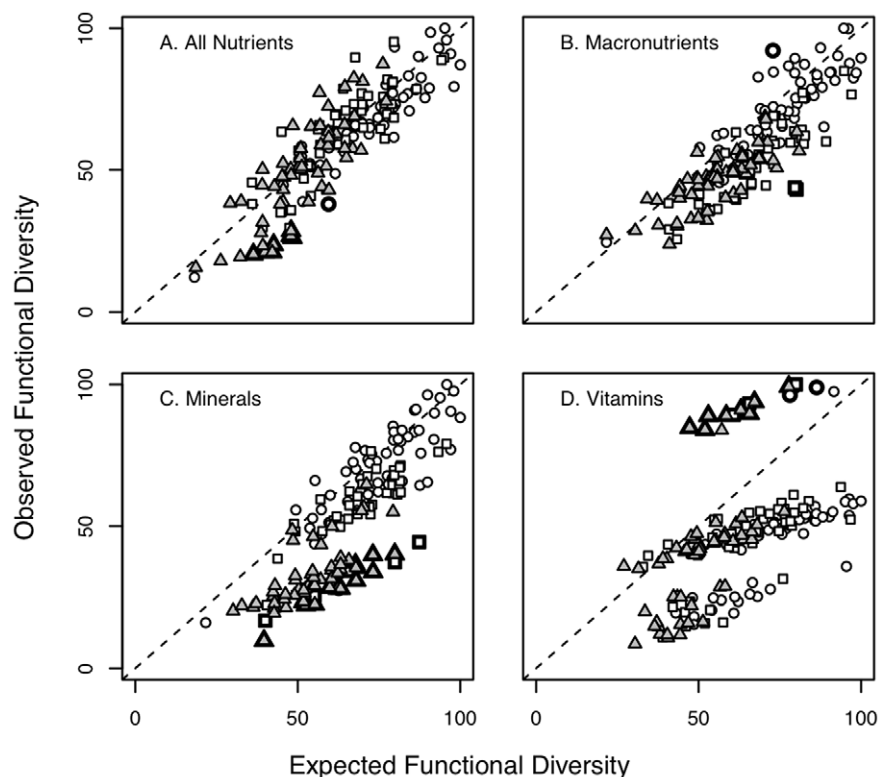 A. All Nutrients
B. Macronutrients
100
50
0
C. Minerals
D. Vitamins
100
50
0
0
50
100
0
50
100
Observed Functional Diversity
Expected Functional Diversity